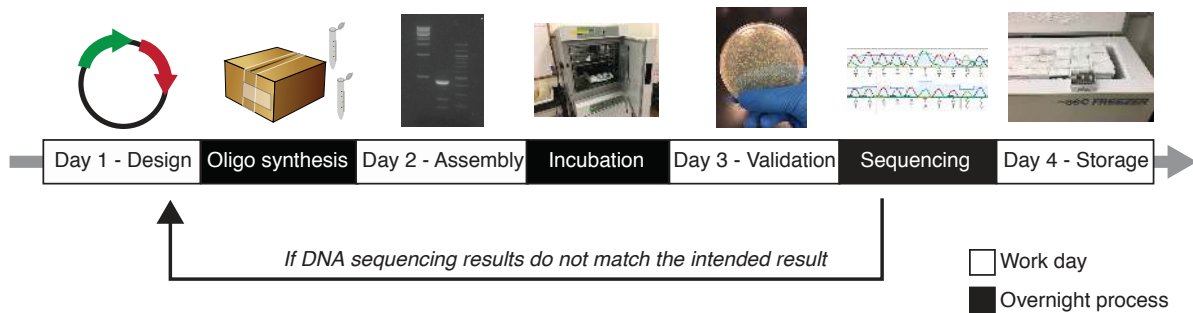 Day 1 - Design
Oligo synthesis
Day 2 - Assembly
Incubation
Day 3 - Validation
Sequencing
Day 4 - Storage
If DNA sequencing results do not match the intended result
Work day
Overnight process